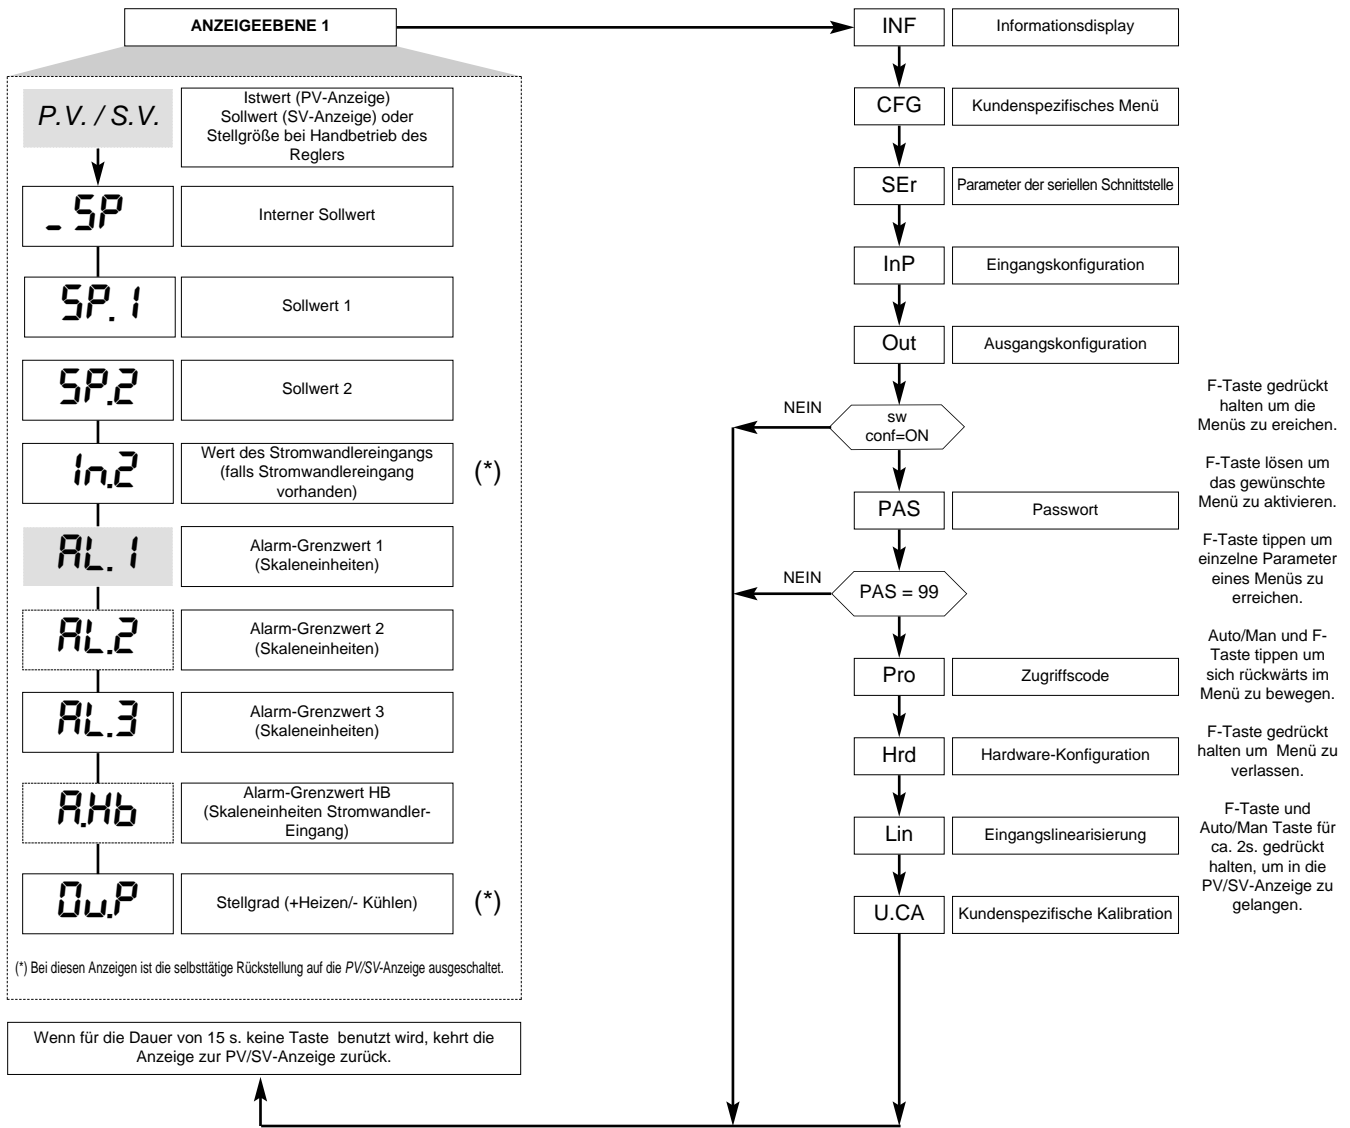 ANZEIGEEBENE 1
P.V. / S.V.
Istwert (PV-Anzeige)
Sollwert (SV-Anzeige) oder
Stellgröße bei Handbetrieb des
Reglers
_SP
Interner Sollwert
SP.1
Sollwert 1
SP.2
Sollwert 2
In.2
Wert des Stromwandlereingangs
(falls Stromwandlereingang
vorhanden)
(*)
AL.1
Alarm-Grenzwert 1
(Skaleneinheiten)
AL.2
Alarm-Grenzwert 2
(Skaleneinheiten)
AL.3
Alarm-Grenzwert 3
(Skaleneinheiten)
A.Hb
Alarm-Grenzwert HB
(Skaleneinheiten Stromwandler-
Eingang)
Ou.P
Stellgrad (+Heizen/- Kühlen)
(*)
(*) Bei diesen Anzeigen ist die selbsttätige Rückstellung auf die PV/SV-Anzeige ausgeschaltet.
Wenn für die Dauer von 15 s. keine Taste benutzt wird, kehrt die
Anzeige zur PV/SV-Anzeige zurück.
INF
Informationsdisplay
CFG
Kundenspezifisches Menü
SEr
Parameter der seriellen Schnittstelle
InP
Eingangskonfiguration
Out
Ausgangskonfiguration
NEIN
sw
conf=ON
PAS
Passwort
NEIN
PAS = 99
Pro
Zugriffscode
Hrd
Hardware-Konfiguration
Lin
Eingangslinearisierung
U.CA
Kundenspezifische Kalibration
F-Taste gedrückt
halten um die
Menüs zu ereichen.
F-Taste lösen um
das gewünschte
Menü zu aktivieren.
F-Taste tippen um
einzelne Parameter
eines Menüs zu
erreichen.
Auto/Man und F-
Taste tippen um
sich rückwärts im
Menü zu bewegen.
F-Taste gedrückt
halten um Menü zu
verlassen.
F-Taste und
Auto/Man Taste für
ca. 2s. gedrückt
halten, um in die
PV/SV-Anzeige zu
gelangen.